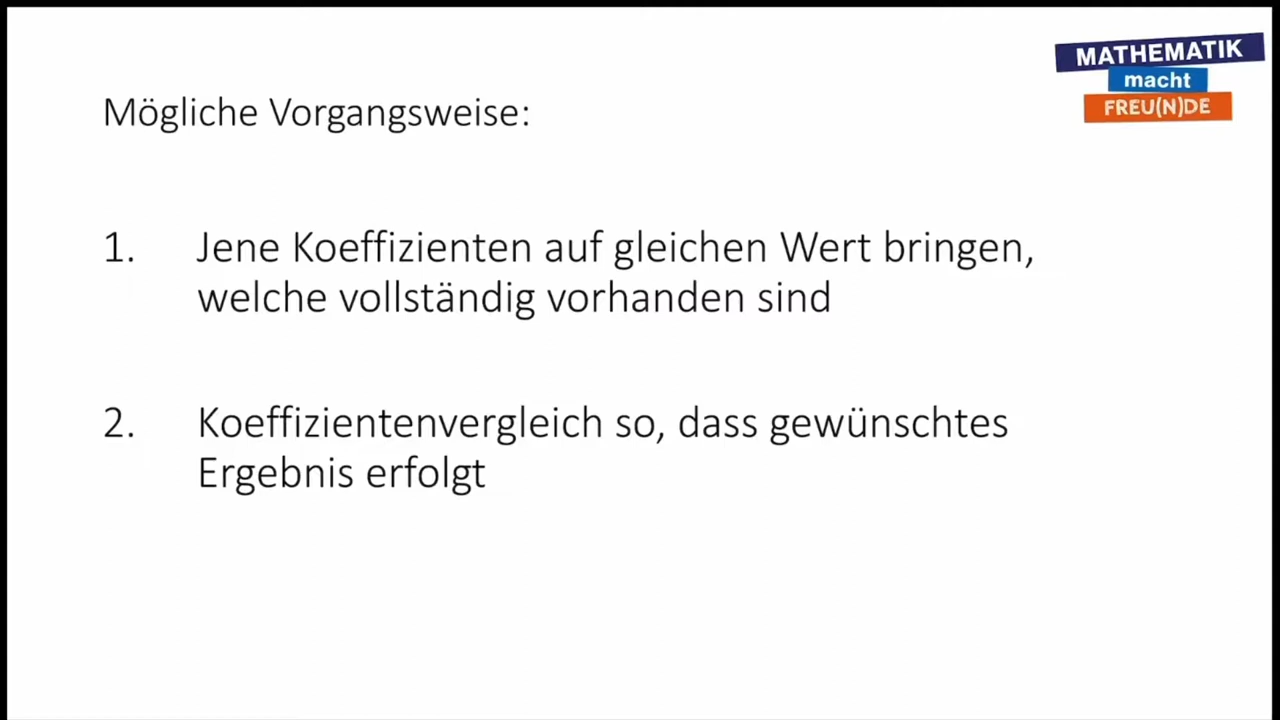 MATHEMATIK
macht
FREU(N)DE
Mögliche Vorgangsweise:
1. Jene Koeffizienten auf gleichen Wert bringen,
welche vollständig vorhanden sind
2. Koeffizientenvergleich so, dass gewünschtes
Ergebnis erfolgt